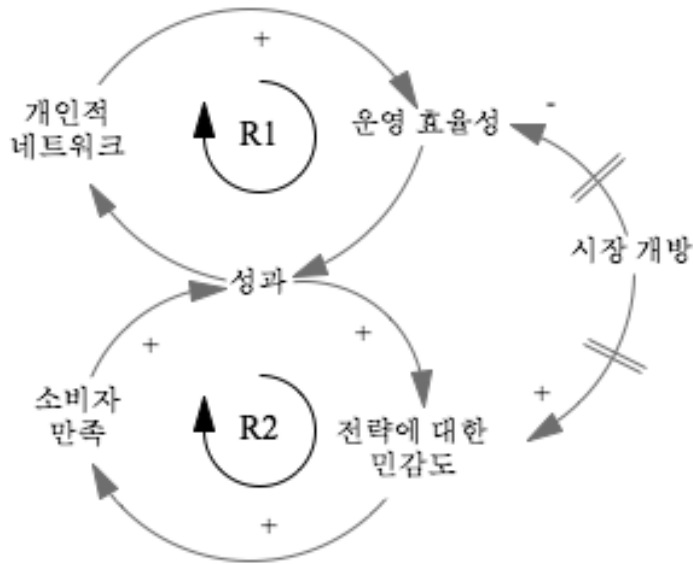 +
개인적
네트워크
R1
운영 효율성
-
시장 개방
성과
+
+
+
소비자
만족
R2
전략에 대한
민감도
+